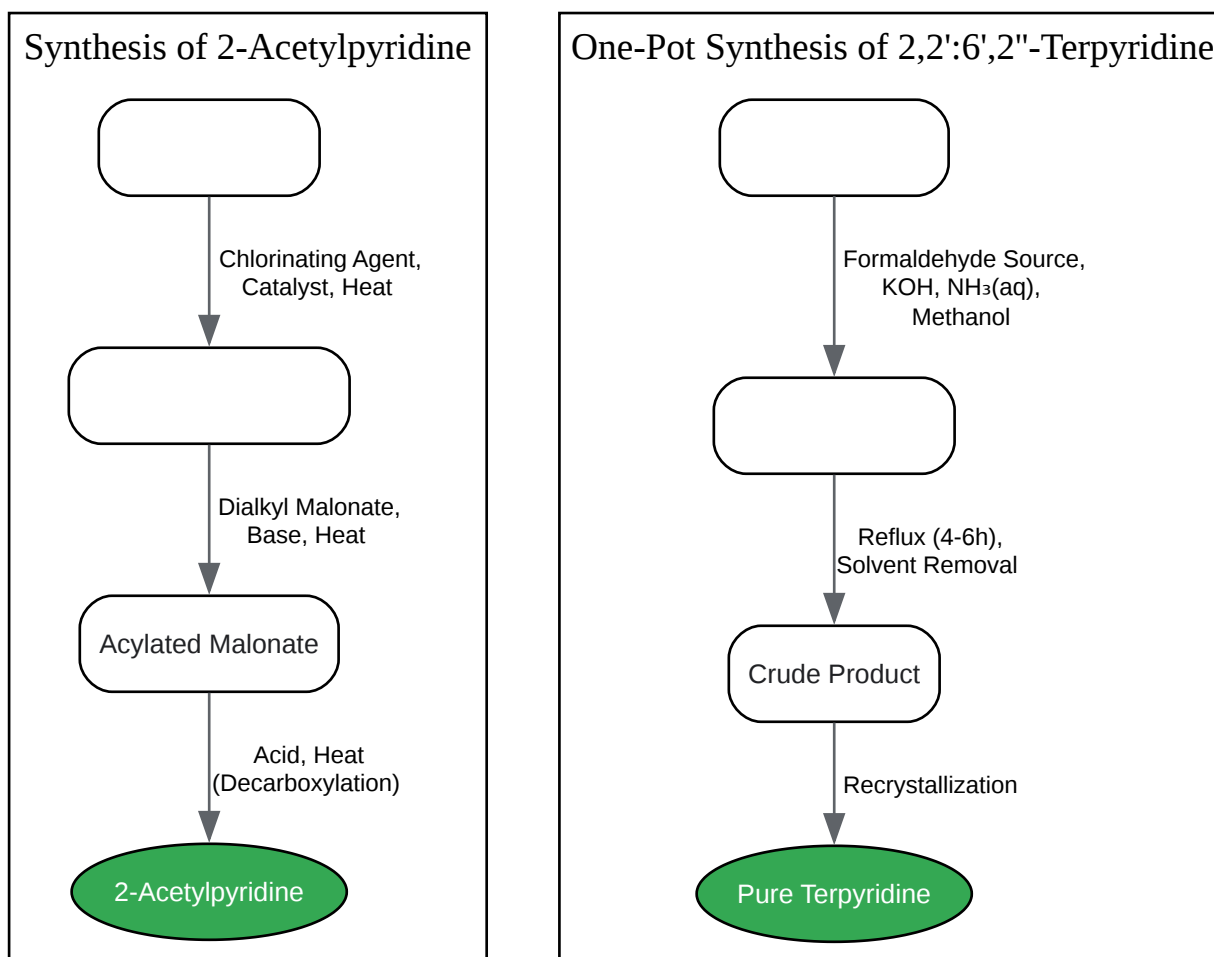 Synthesis of 2-Acetylpyridine
Chlorinating Agent,
Catalyst, Heat
Dialkyl Malonate,
Base, Heat
Acylated Malonate
Acid, Heat
(Decarboxylation)
2-Acetylpyridine
One-Pot Synthesis of 2,2':6',2"-Terpyridine
Formaldehyde Source,
KOH, NH₃(aq),
Methanol
Reflux (4-6h),
Solvent Removal
Crude Product
Recrystallization
Pure Terpyridine